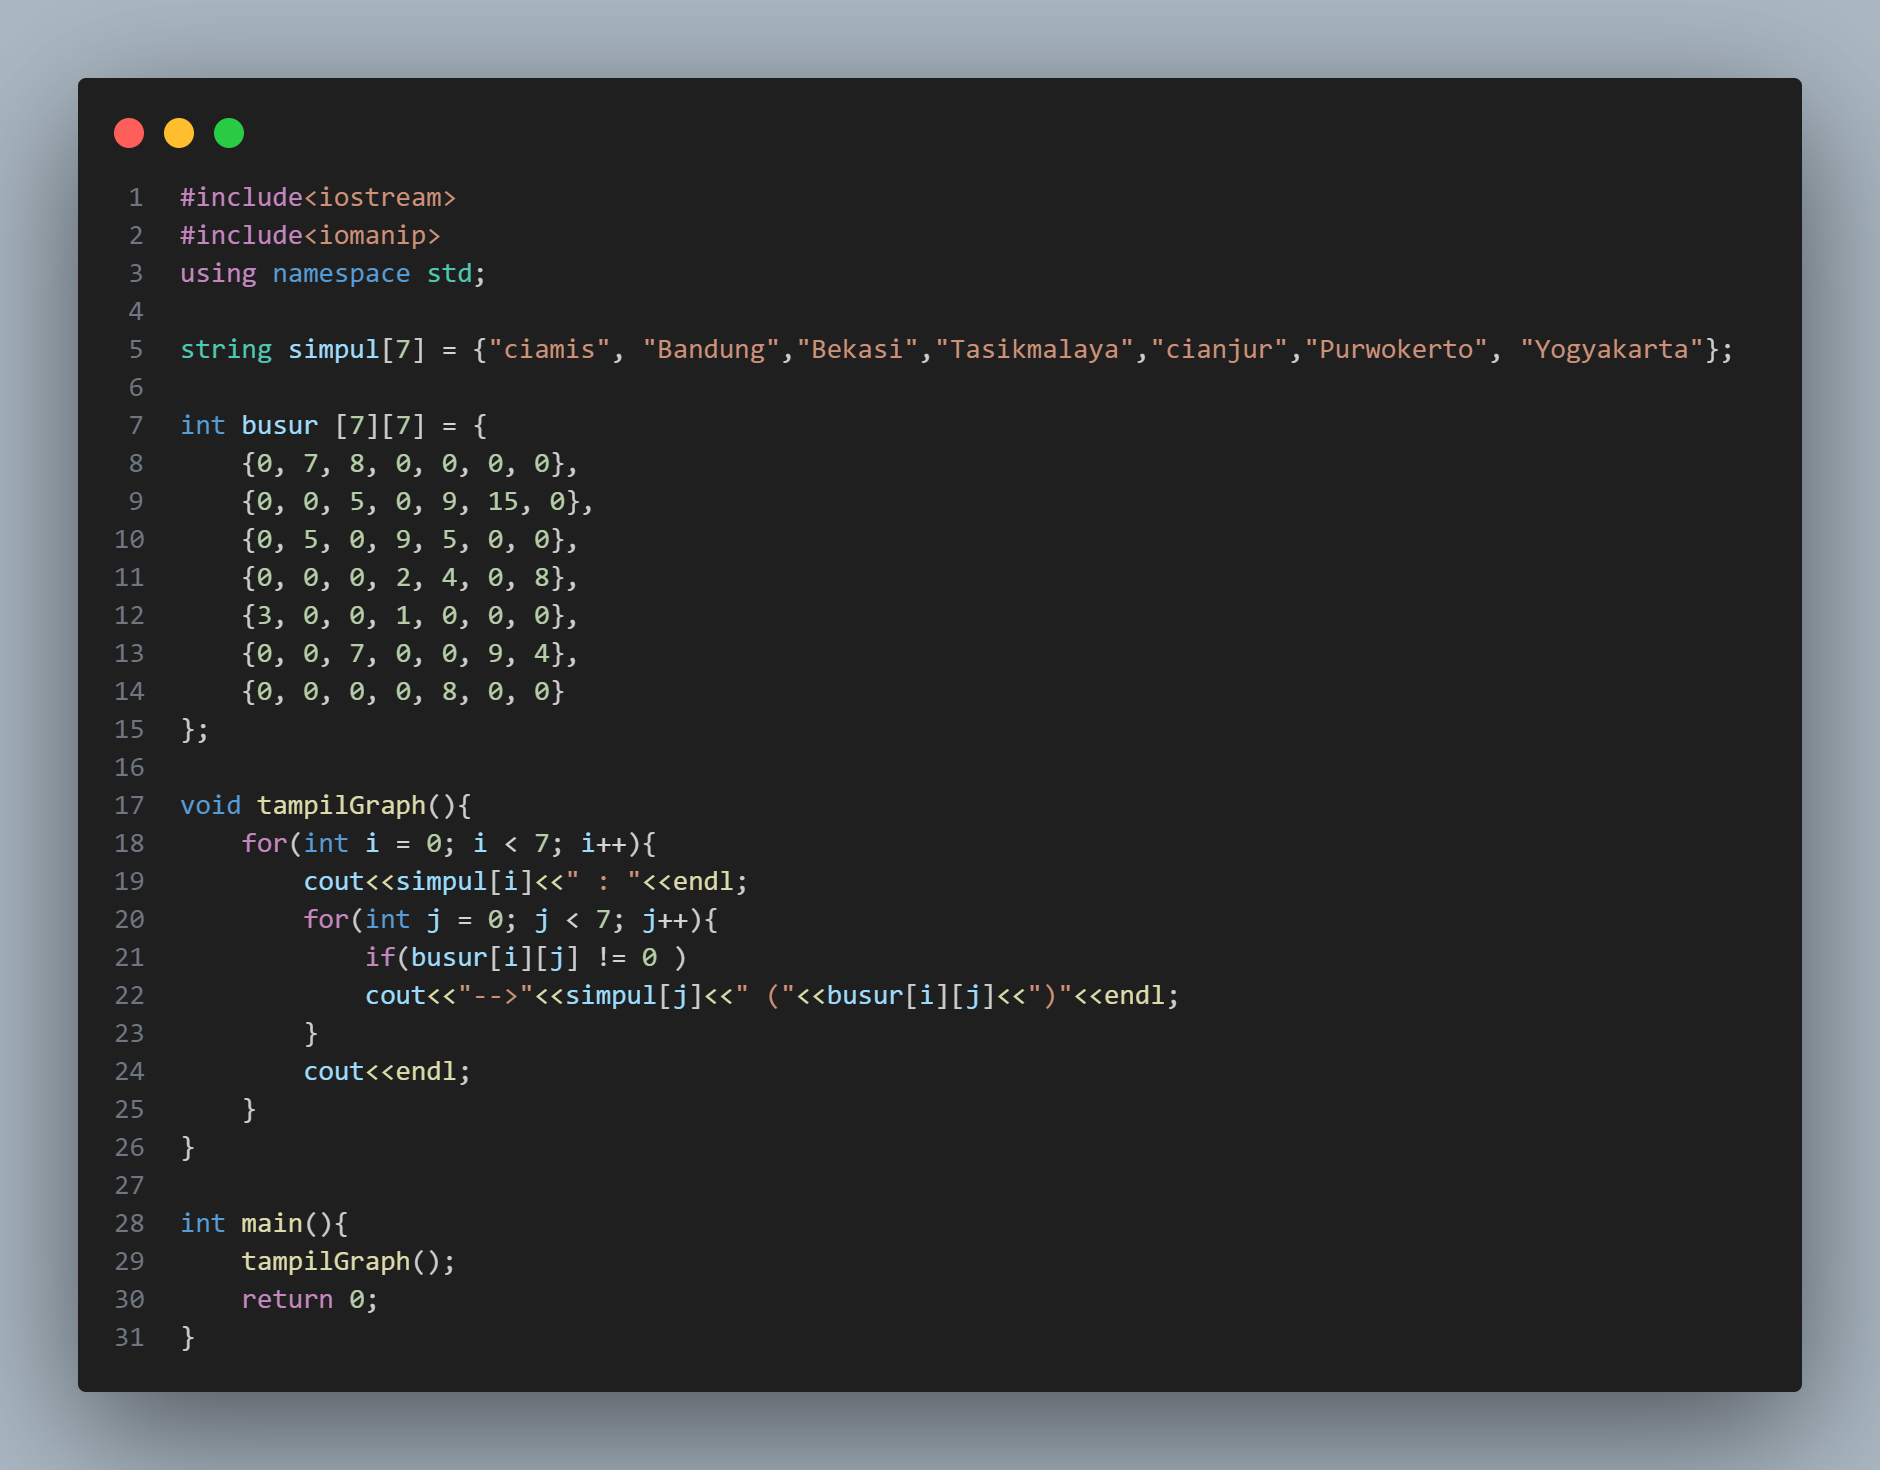 1 #include<iostream>
2 #include<iomanip>
3 using namespace std;
4
5 string simpul[7] = {"ciamis", "Bandung","Bekasi","Tasikmalaya","cianjur","Purwokerto", "Yogyakarta"};
6
7 int busur [7][7] = {
8     {0, 7, 8, 0, 0, 0, 0},
9     {0, 0, 5, 0, 9, 15, 0},
10     {0, 5, 0, 9, 5, 0, 0},
11     {0, 0, 0, 2, 4, 0, 8},
12     {3, 0, 0, 1, 0, 0, 0},
13     {0, 0, 7, 0, 0, 9, 4},
14     {0, 0, 0, 0, 8, 0, 0}
15 };
16
17 void tampilGraph(){
18     for(int i = 0; i < 7; i++){
19         cout<<simpul[i]<<" : "<<endl;
20         for(int j = 0; j < 7; j++){
21             if(busur[i][j] != 0 )
22             cout<<"-->"<<simpul[j]<<" ("<<busur[i][j]<<")"<<endl;
23         }
24         cout<<endl;
25     }
26 }
27
28 int main(){
29     tampilGraph();
30     return 0;
31 }